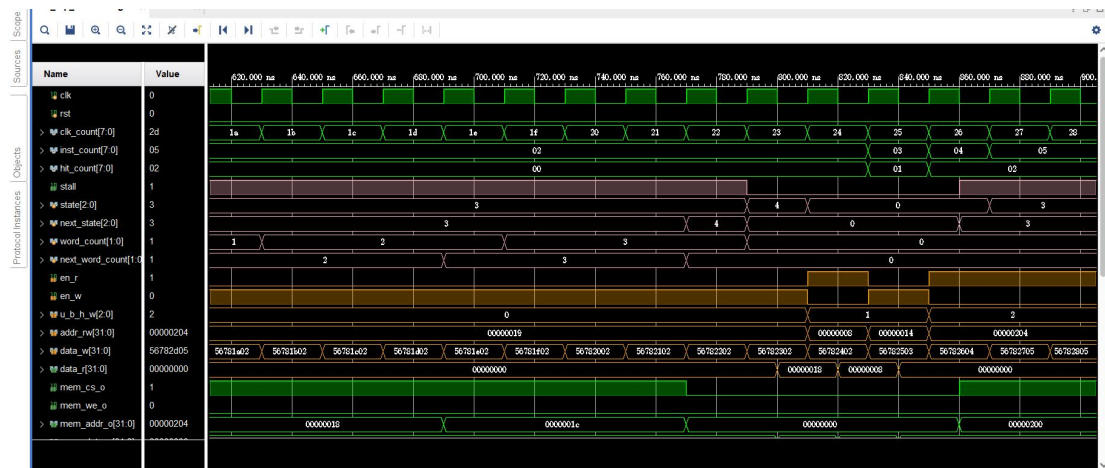 Scope
Sources
Objects
Protocol Instances
Name Value
620.000 ns 640.000 ns 660.000 ns 680.000 ns 700.000 ns 720.000 ns 740.000 ns 760.000 ns 780.000 ns 800.000 ns 820.000 ns 840.000 ns 860.000 ns 880.000 ns 900.
clk 0
rst 0
clk_count[7:0] 2d 1a 1b 1c 1d 1e 1f 20 21 22 23 24 25 26 27 28
inst_count[7:0] 05 02 03 04 05
hit_count[7:0] 02 00 01 02
stall 1
state[2:0] 3 3 4 0 3
next_state[2:0] 3 3 4 0 3
word_count[1:0] 1 1 2 3 0
next_word_count[1:0 1 2 3 0
en_r 1
en_w 0
u_b_h_w[2:0] 2 0 1 2
addr_rw[31:0] 00000204 00000019 00000008 00000014 00000204
data_w[31:0] 56782d05 56781a02 56781b02 56781c02 56781d02 56781e02 56781f02 56782002 56782102 56782202 56782302 56782402 56782503 56782604 56782705 56782805
data_r[31:0] 00000000 00000000 00000018 00000008 00000000
mem_cs_o 1
mem_we_o 0
mem_addr_o[31:0] 00000204 00000018 0000001c 00000000 00000200